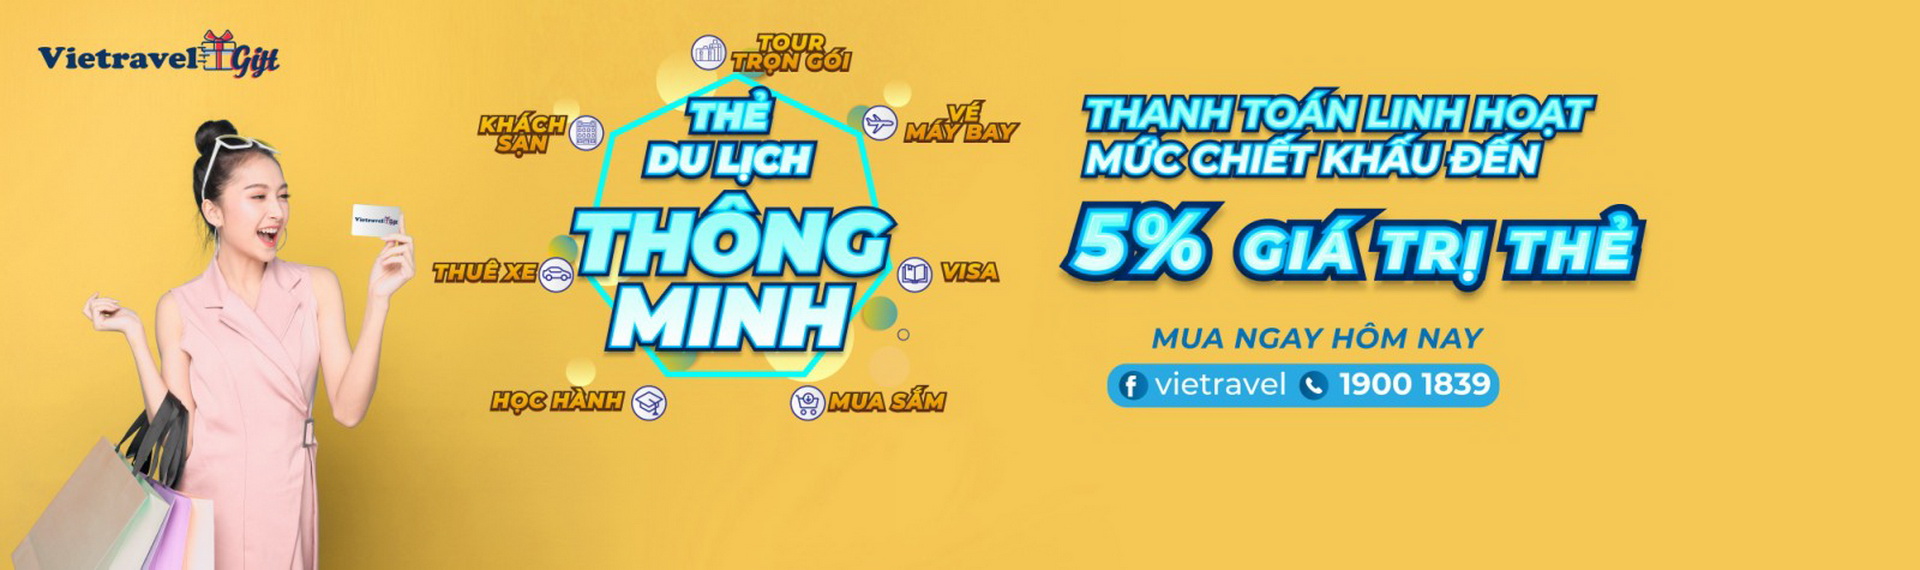 Vietravel Gift
TOUR
TRỌN GÓI
KHÁCH
SẠN
VÉ
MÁY BAY
THẺ
DU LỊCH
THÔNG
MINH
THUÊ XE
VISA
HỌC HÀNH
MUA SẮM
Vietravel Gift
THANH TOÁN LINH HOẠT
MỨC CHIẾT KHẤU ĐẾN
5% GIÁ TRỊ THẺ
MUA NGAY HÔM NAY
vietravel 1900 1839